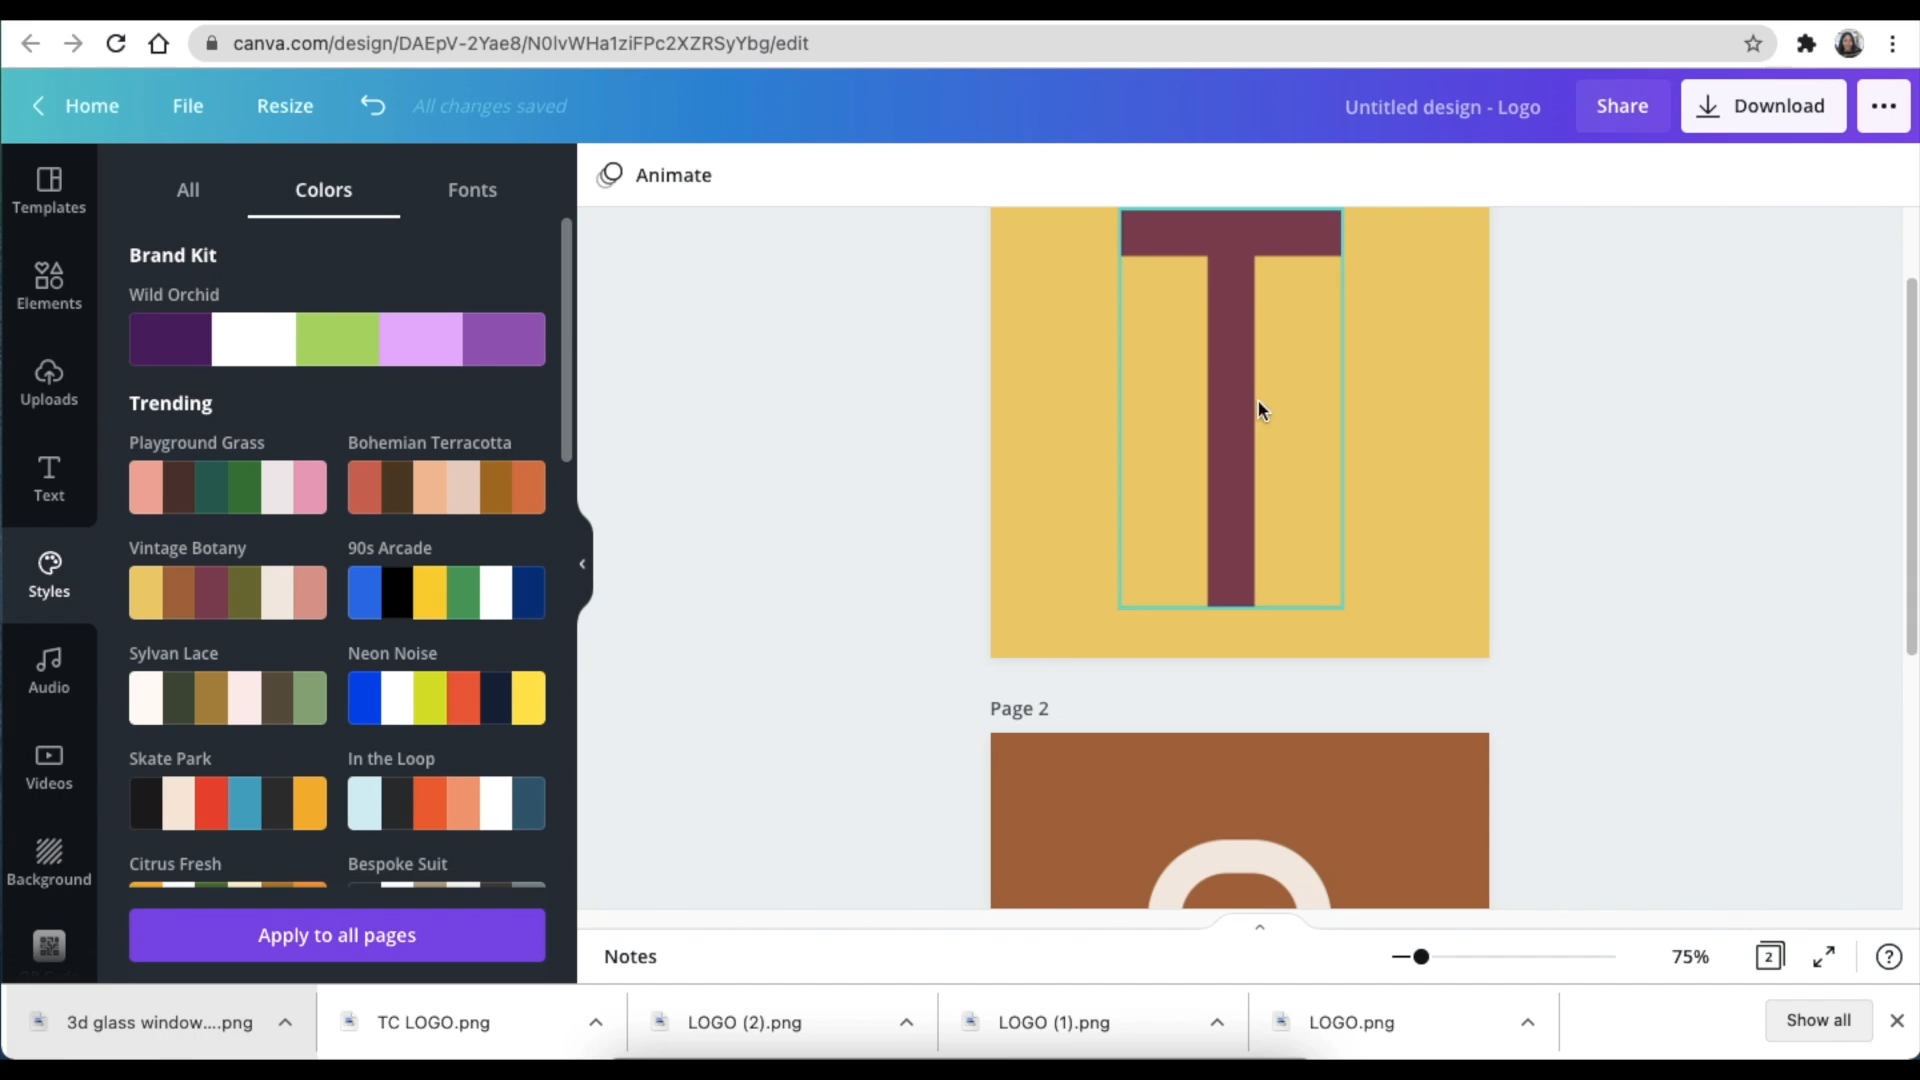 canva.com/design/DAEpV-2Yae8/N0lvWHa1ziFPc2XZRSyYbg/edit
Home File Resize All changes saved Untitled design - Logo Share Download
Templates
Elements
Uploads
Text
Styles
Audio
Videos
Background
All Colors Fonts
Brand Kit
Wild Orchid
Trending
Playground Grass Bohemian Terracotta
Vintage Botany 90s Arcade
Sylvan Lace Neon Noise
Skate Park In the Loop
Citrus Fresh Bespoke Suit
Apply to all pages
Animate
T
Page 2
Notes 75% 2 ?
3d glass window....png TC LOGO.png LOGO (2).png LOGO (1).png LOGO.png Show all